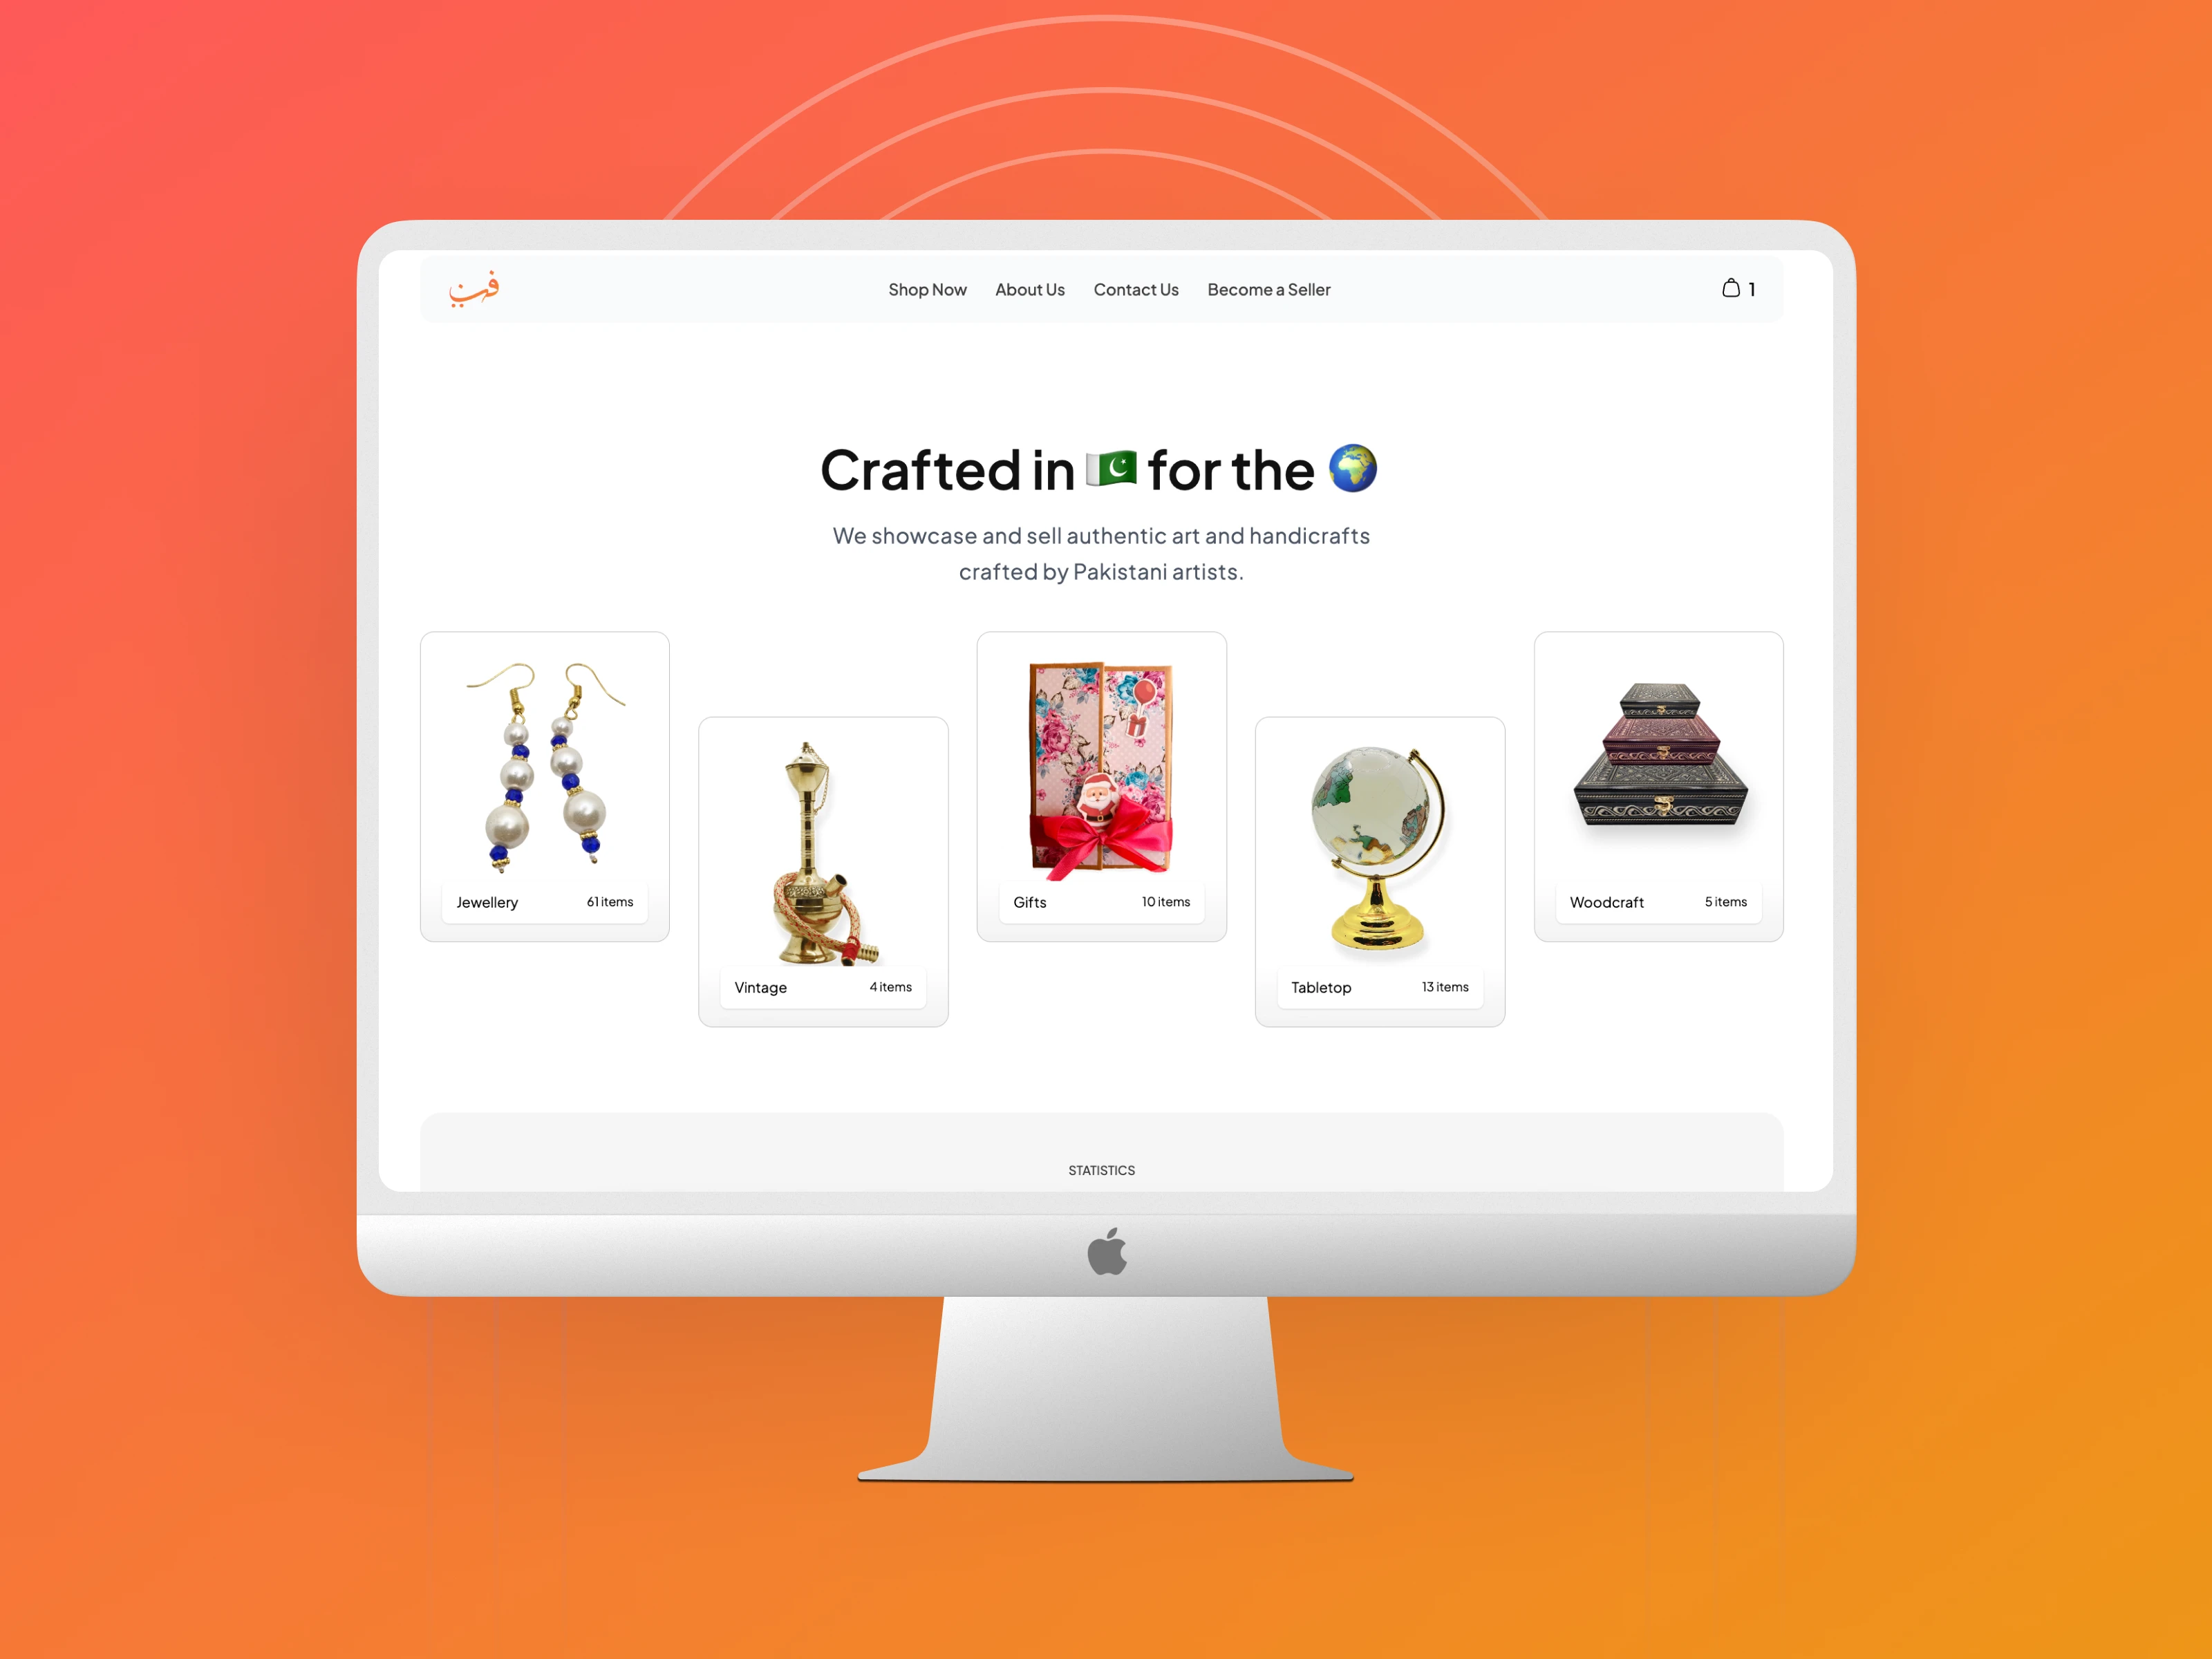 فن
Shop Now About Us Contact Us Become a Seller 1
Crafted in 🇵🇰 for the 🌍
We showcase and sell authentic art and handicrafts
crafted by Pakistani artists.
Jewellery 61 items
Gifts 10 items
Woodcraft 5 items
Vintage 4 items
Tabletop 13 items
STATISTICS